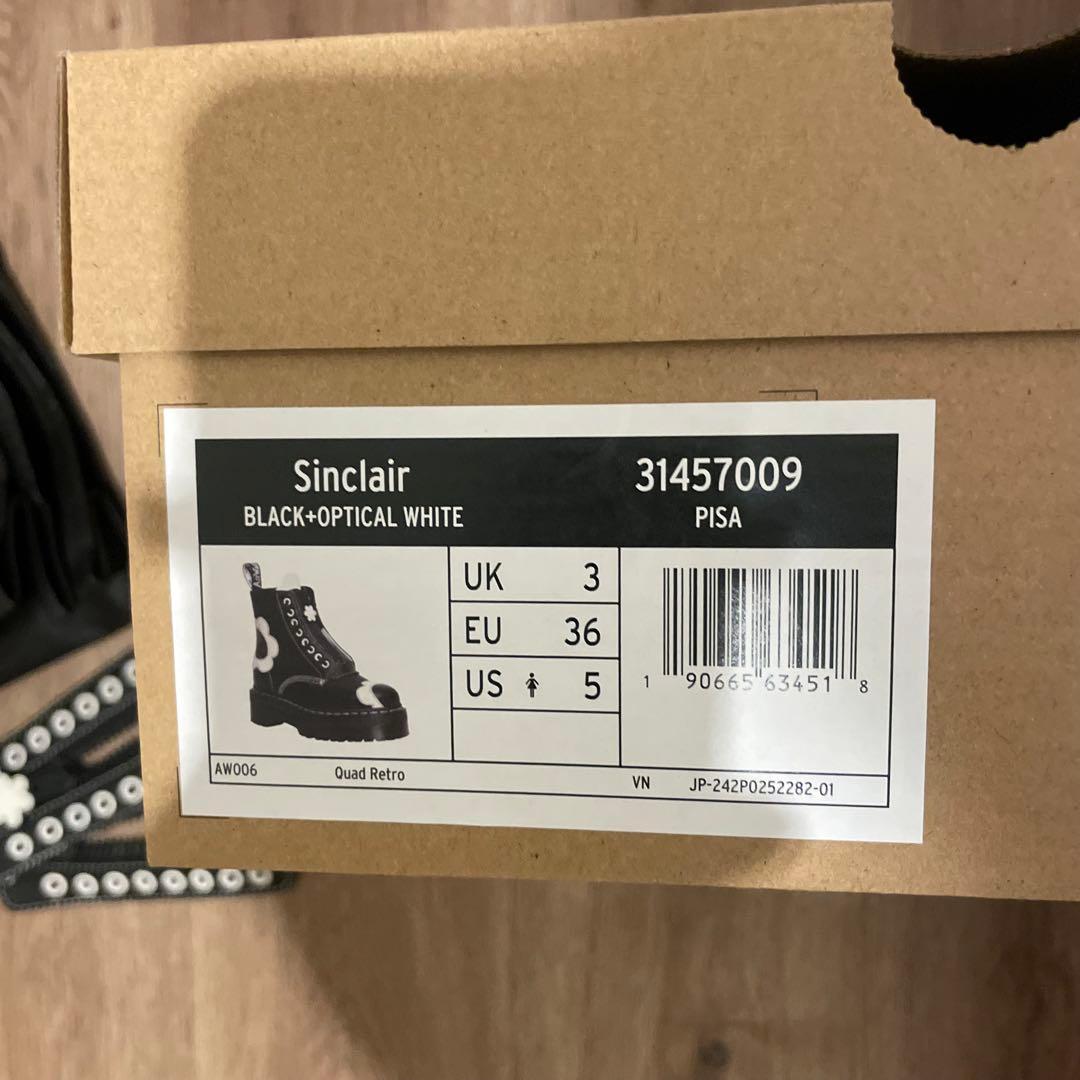 Sinclair
BLACK+OPTICAL WHITE
31457009
PISA
UK 3
EU 36
US 5
1 90665 63451 8
AW006
Quad Retro
VN
JP-242P0252282-01